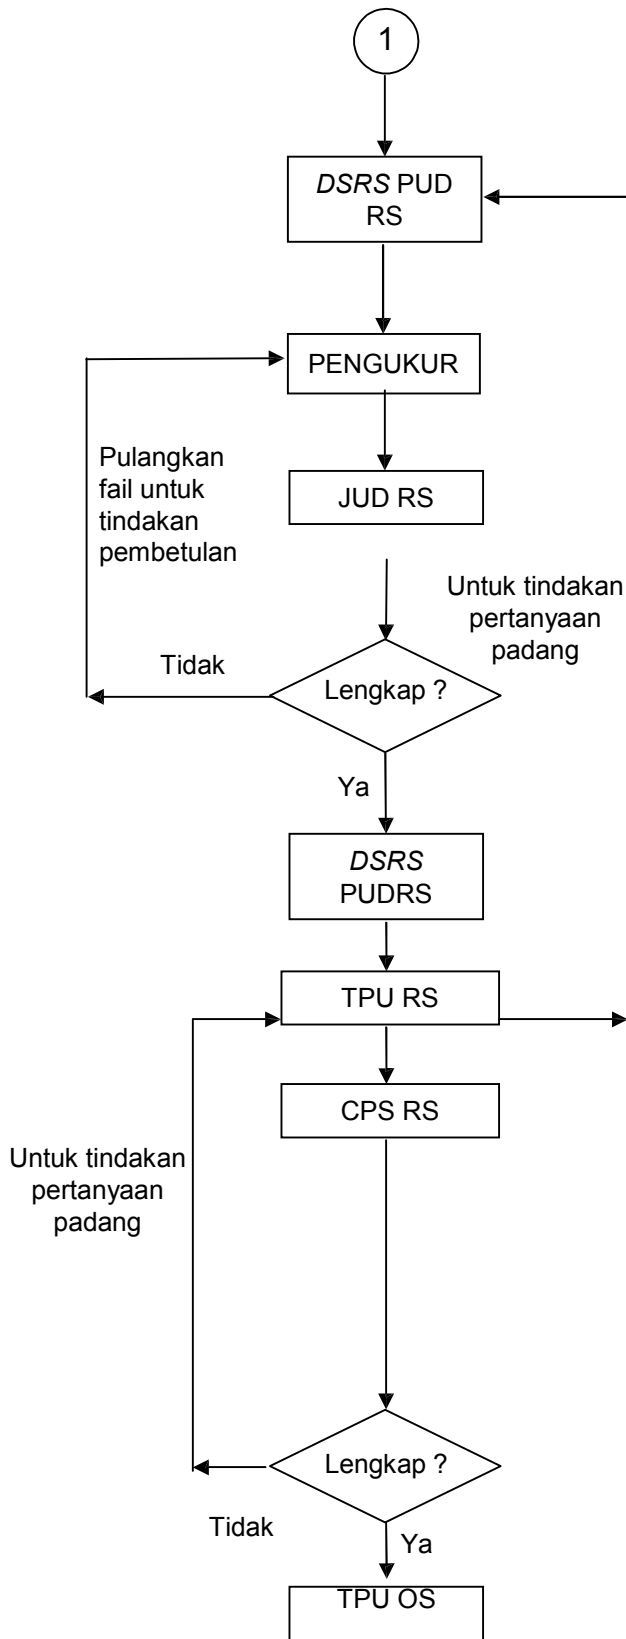 1
DSRS PUD
RS
PENGUKUR
Pulangkan
fail untuk
tindakan
pembetulan
JUD RS
Untuk tindakan
pertanyaan
padang
Tidak
Lengkap ?
Ya
DSRS
PUDRS
TPU RS
CPS RS
Untuk tindakan
pertanyaan
padang
Lengkap ?
Tidak
Ya
TPU OS